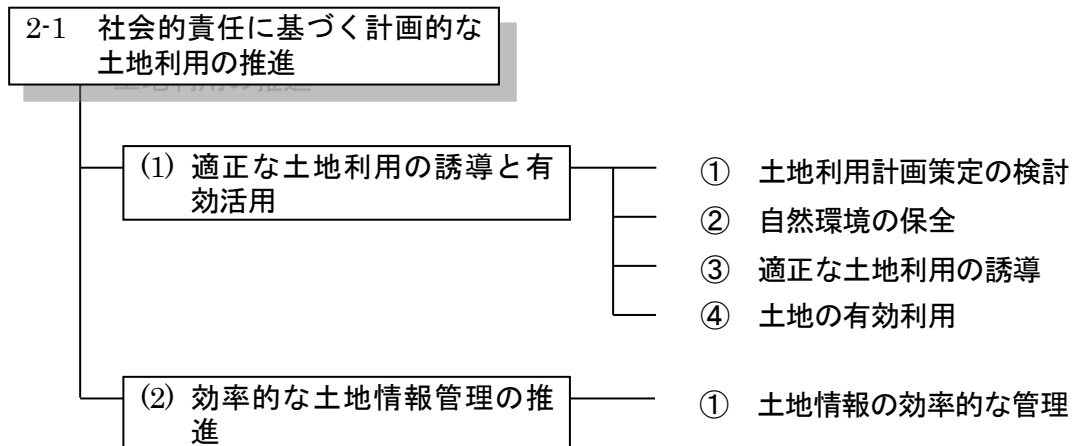 2-1 社会的責任に基づく計画的な
土地利用の推進
(1) 適正な土地利用の誘導と有
効活用
① 土地利用計画策定の検討
② 自然環境の保全
③ 適正な土地利用の誘導
④ 土地の有効利用
(2) 効率的な土地情報管理の推
進
① 土地情報の効率的な管理